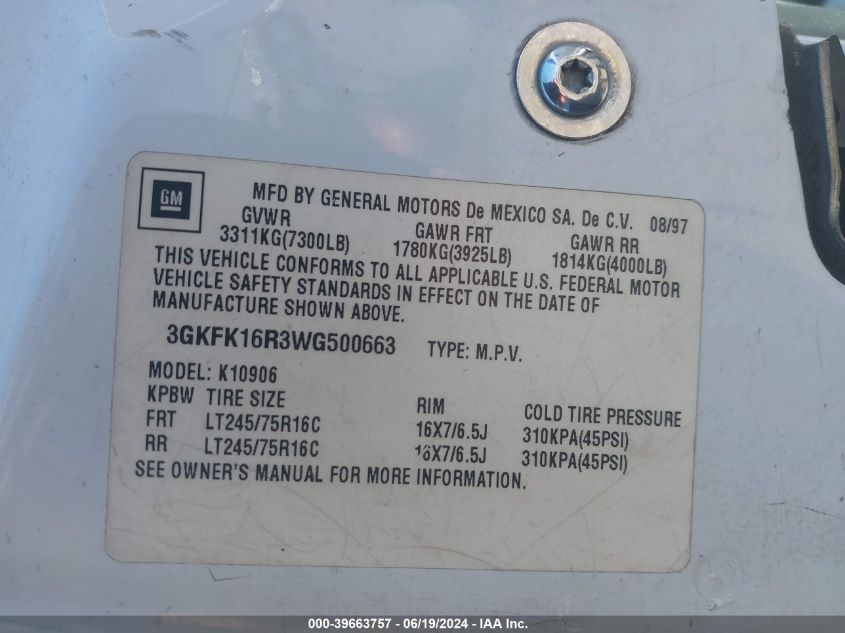 GM
MFD BY GENERAL MOTORS De MEXICO SA. De C.V. 08/97
GVWR GAWR FRT GAWR RR
3311KG(7300LB) 1780KG(3925LB) 1814KG(4000LB)
THIS VEHICLE CONFORMS TO ALL APPLICABLE U.S. FEDERAL MOTOR
VEHICLE SAFETY STANDARDS IN EFFECT ON THE DATE OF
MANUFACTURE SHOWN ABOVE.
3GKFK16R3WG500663 TYPE: M.P.V.
MODEL: K10906
KPBW TIRE SIZE RIM COLD TIRE PRESSURE
FRT LT245/75R16C 16X7/6.5J 310KPA(45PSI)
RR LT245/75R16C 16X7/6.5J 310KPA(45PSI)
SEE OWNER'S MANUAL FOR MORE INFORMATION.
000-39663757 - 06/19/2024 - IAA Inc.